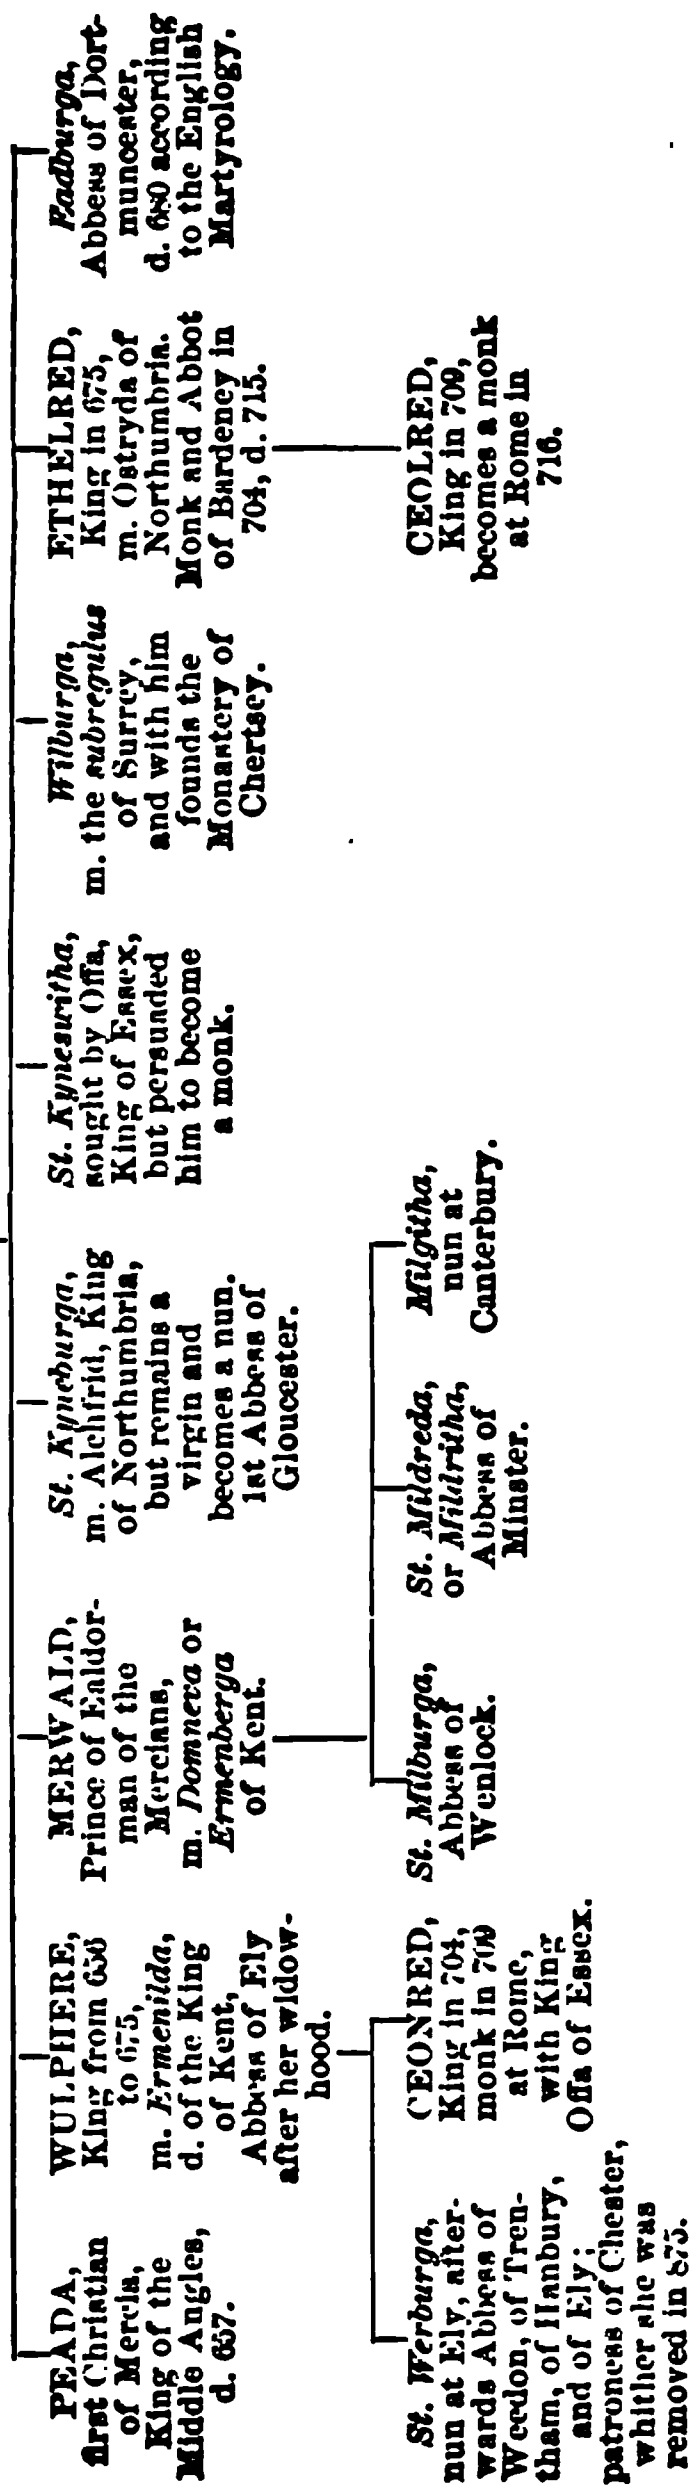 PEADA,
first Christian
of Mercia,
King of the
Middle Angles,
d. 657.
WULPHERE,
King from 656
to 675,
m. Ermenilda,
d. of the King
of Kent,
Abbess of Ely
after her widow-
hood.
MERWALD,
Prince of Ealdor-
man of the
Mercians,
m. Domneva or
Ermenberga
of Kent.
St. Kyneburga,
m. Alchfrid, King
of Northumbria,
but remains a
virgin and
becomes a nun.
1st Abbess of
Gloucester.
St. Kyneswitha,
sought by Offa,
King of Essex,
but persuaded
him to become
a monk.
Wilburga,
m. the subregulus
of Surrey,
and with him
founds the
Monastery of
Chertsey.
ETHELRED,
King in 675,
m. Ostryda of
Northumbria.
Monk and Abbot
of Bardeney in
704, d. 715.
Eadburga,
Abbess of Dort-
muncester,
d. 680 according
to the English
Martyrology.
St. Werburga,
nun at Ely, after-
wards Abbess of
Weedon, of Tren-
tham, of Hanbury,
and of Ely;
patroness of Chester,
whither she was
removed in 875.
CEONRED,
King in 704,
monk in 709
at Rome,
with King
Offa of Essex.
St. Milburga,
Abbess of
Wenlock.
St. Mildreda,
or Mildritha,
Abbess of
Minster.
Milgitha,
nun at
Canterbury.
CEOLRED,
King in 709,
becomes a monk
at Rome in
716.